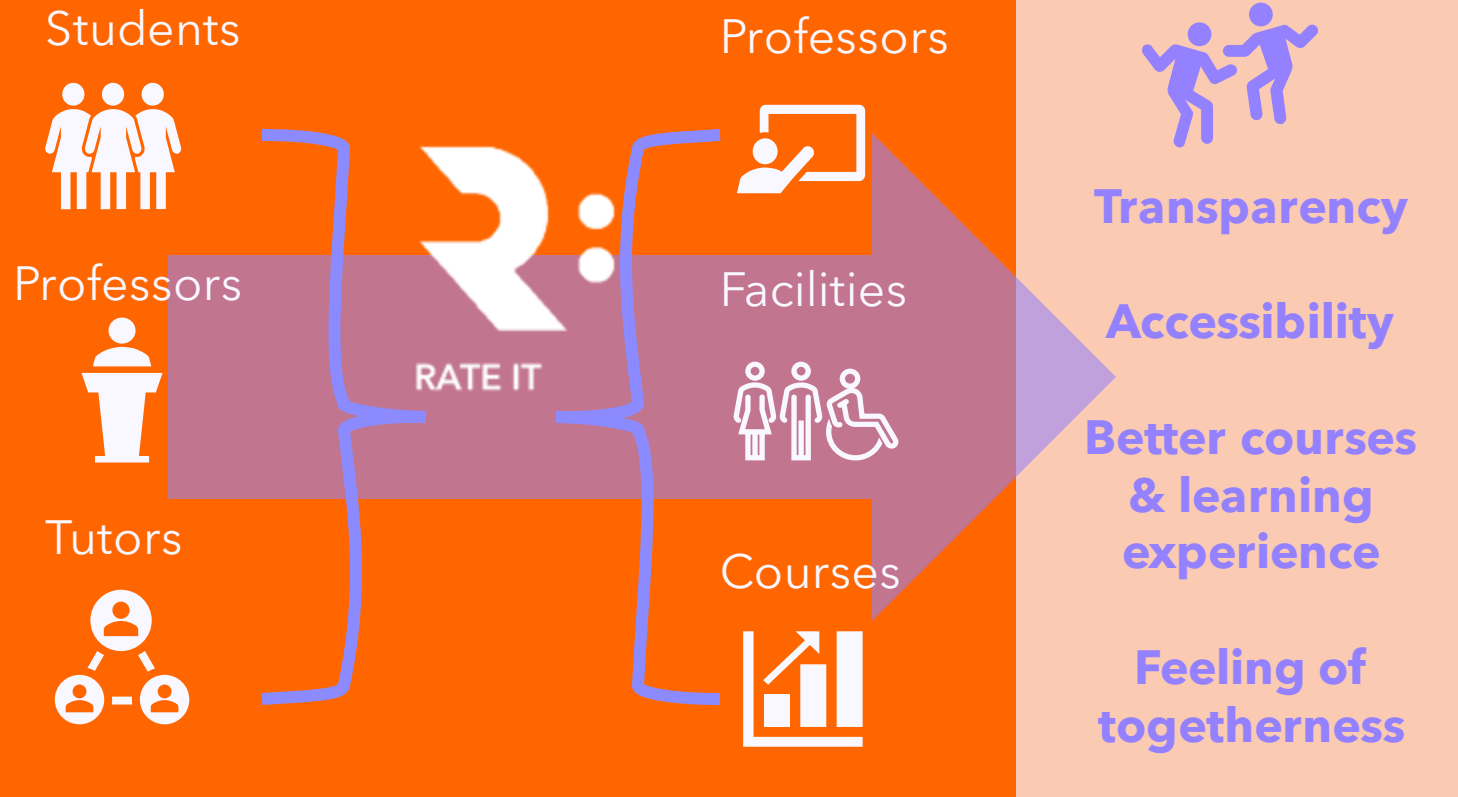 Students
Professors
Tutors
R:
RATE IT
Professors
Facilities
Courses
Transparency
Accessibility
Better courses
& learning
experience
Feeling of
togetherness